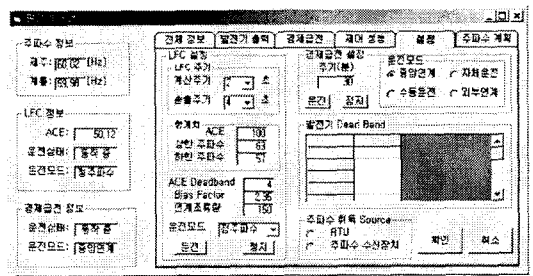 전체 정보 발전기 출력 경제급전 제어 성능 설정 주파수 계획
주파수 정보
제주: 60.02 (Hz)
계통: 59.98 (Hz)
LFC 정보
ACE: 50.12
운전상태: 동작 중
운전모드: 정주파수
경제급전 정보
운전상태: 동작 중
운전모드: 중앙연계
LFC 설정
LFC 주기
계산주기 2 초
송출주기 4 초
한계치
ACE 100
상한 주파수 63
하한 주파수 57
ACE Deadband 4
Bias Factor 2.35
연계조류량 150
운전모드 정주파수
운전 정지
경제급전 설정
주기(분)
30
운전 정지
운전모드
중앙연계 자체운전
수동운전 외부연계
발전기 Dead Band
주파수 취득 Source
RTU
주파수 수신장치
확인 취소